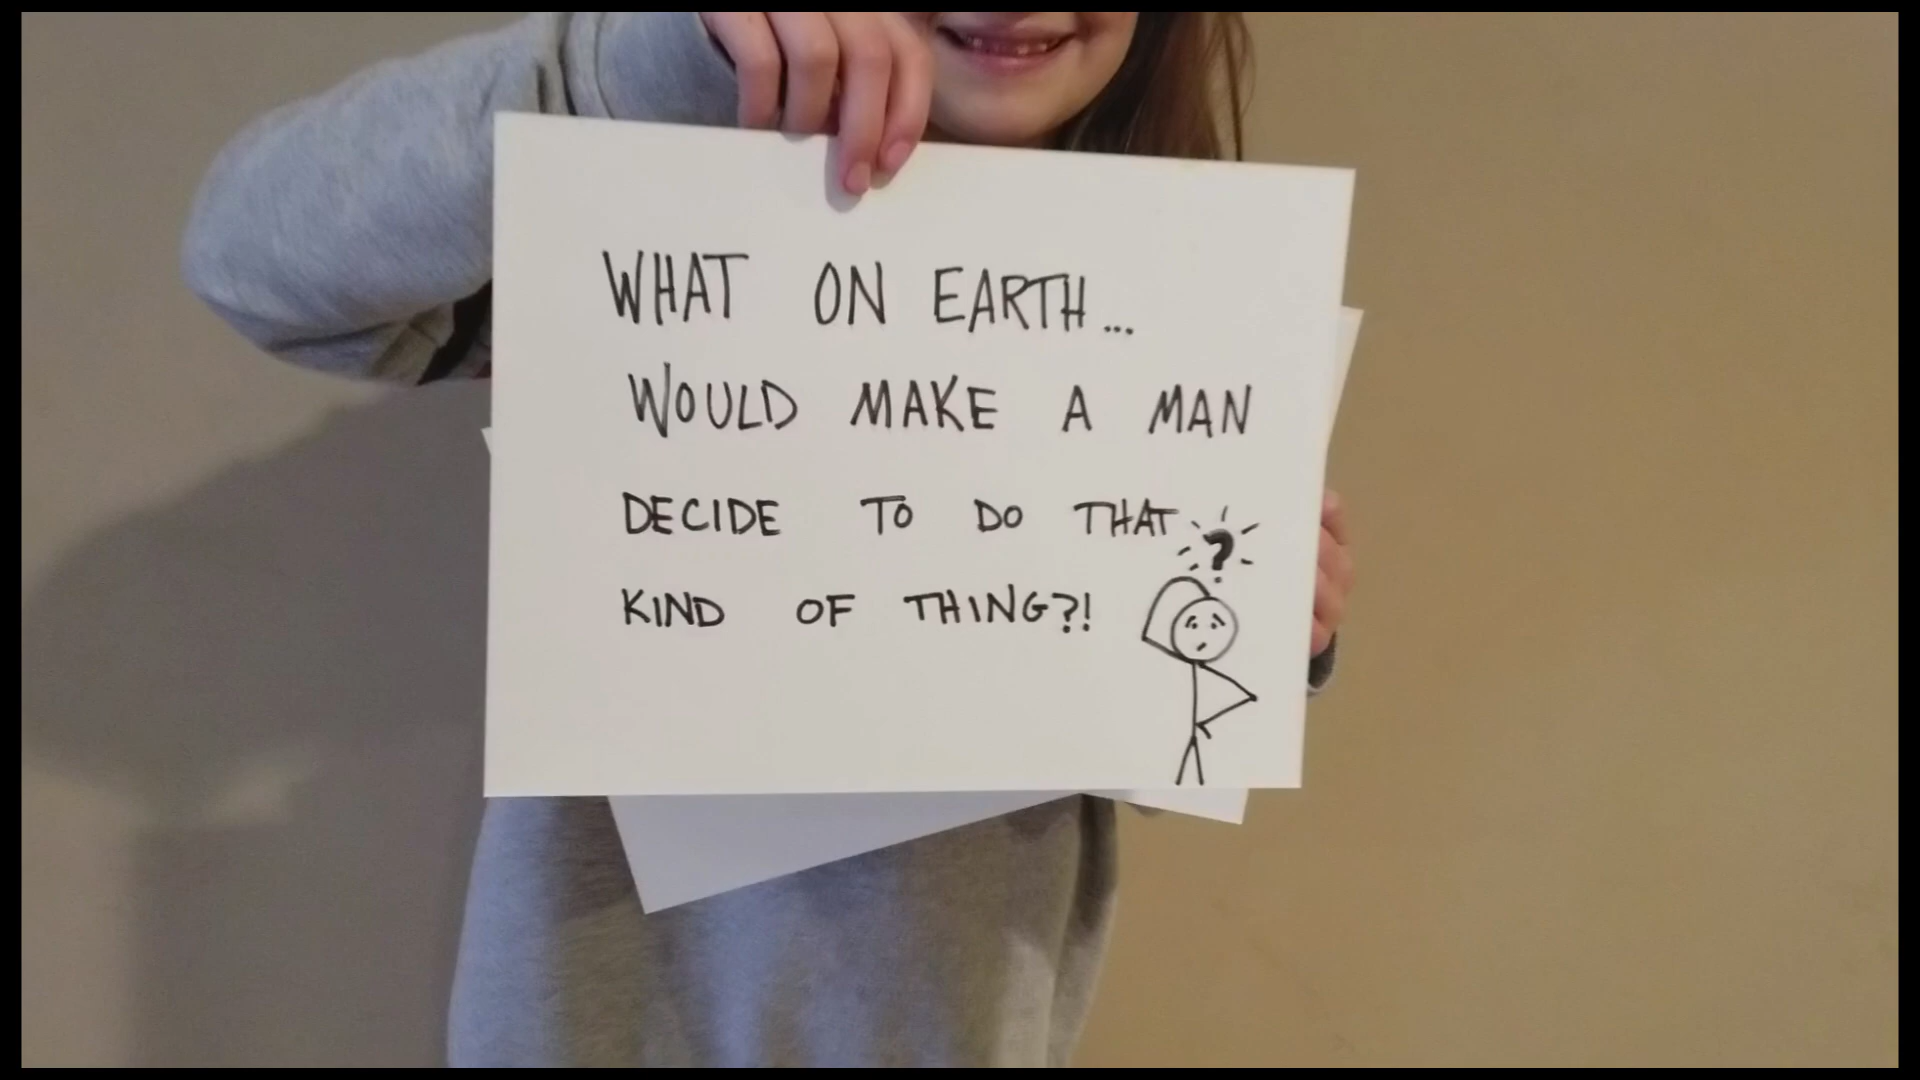 WHAT ON EARTH...
WOULD MAKE A MAN
DECIDE TO DO THAT
KIND OF THING?!
?